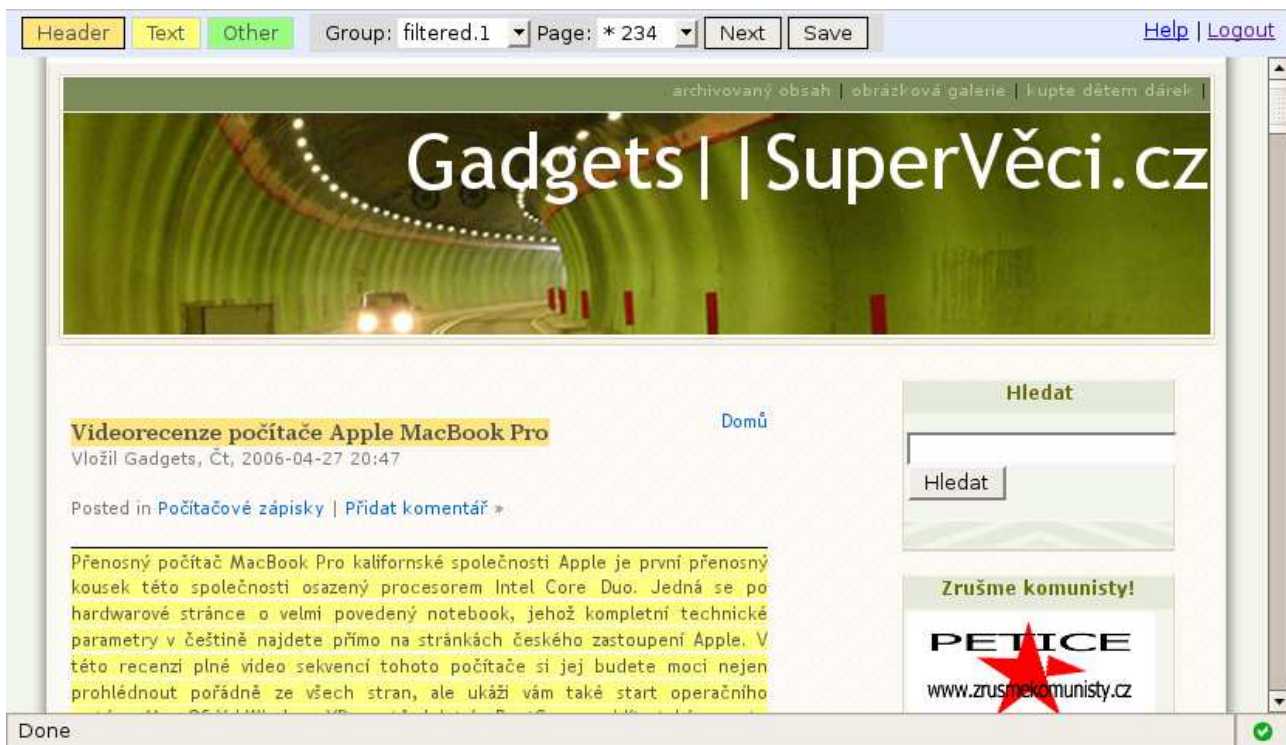 Header Text Other Group: filtered.1 Page: * 234 Next Save Help | Logout
archivovaný obsah | obrázková galerie | kupte dětem dárek |
Gadgets||SuperVěci.cz
Domů
Videorecenze počítače Apple MacBook Pro
Vložil Gadgets, Čt, 2006-04-27 20:47
Posted in Počítačové zápisky | Přidat komentář »
Přenosný počítač MacBook Pro kalifornské společnosti Apple je první přenosný
kousek této společnosti osazený procesorem Intel Core Duo. Jedná se po
hardwarové stránce o velmi povedený notebook, jehož kompletní technické
parametry v češtině najdete přímo na stránkách českého zastoupení Apple. V
této recenzi plné video sekvencí tohoto počítače si jej budete moci nejen
prohlédnout pořádně ze všech stran, ale ukáži vám také start operačního
Hledat
Hledat
Zrušme komunisty!
PETICE
www.zrusmekomunisty.cz
Done